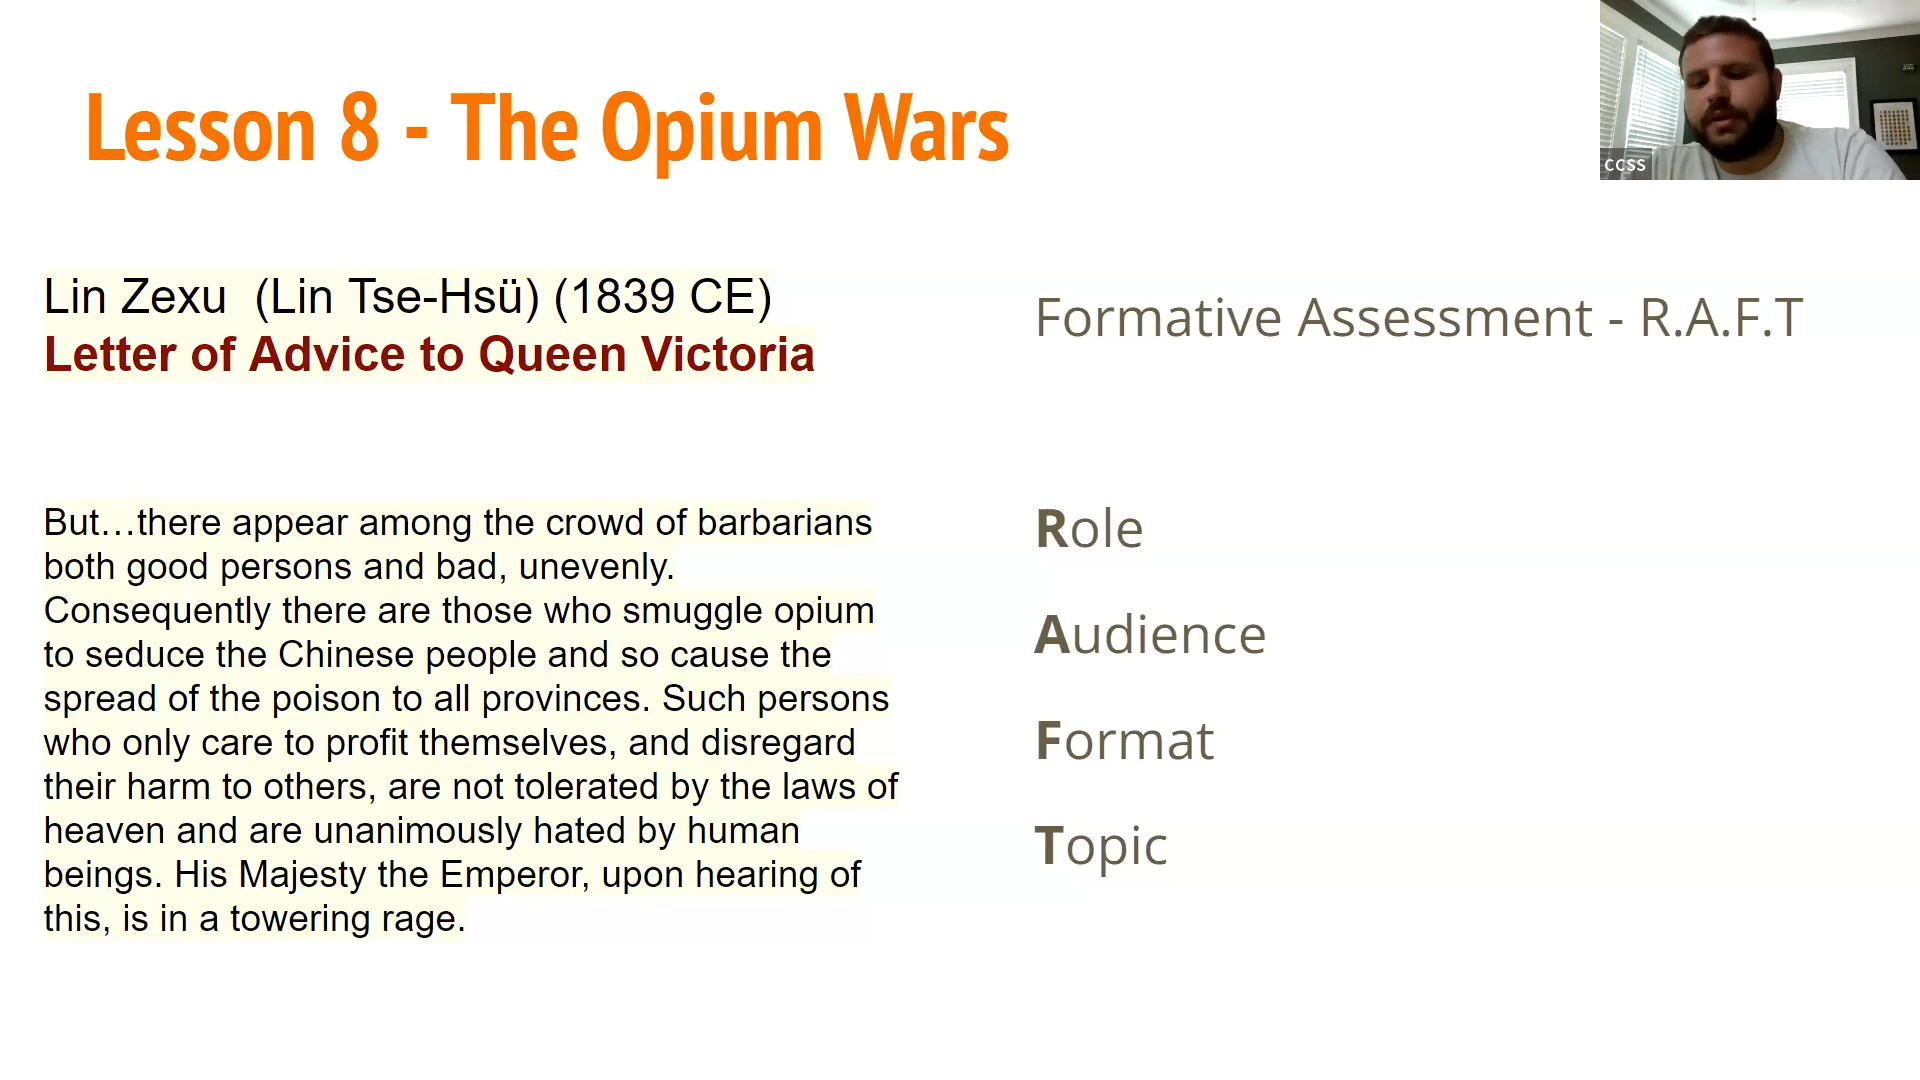 Lesson 8 - The Opium Wars
CCSS
Lin Zexu  (Lin Tse-Hsü) (1839 CE)
Letter of Advice to Queen Victoria
But…there appear among the crowd of barbarians
both good persons and bad, unevenly.
Consequently there are those who smuggle opium
to seduce the Chinese people and so cause the
spread of the poison to all provinces. Such persons
who only care to profit themselves, and disregard
their harm to others, are not tolerated by the laws of
heaven and are unanimously hated by human
beings. His Majesty the Emperor, upon hearing of
this, is in a towering rage.
Formative Assessment - R.A.F.T
Role
Audience
Format
Topic